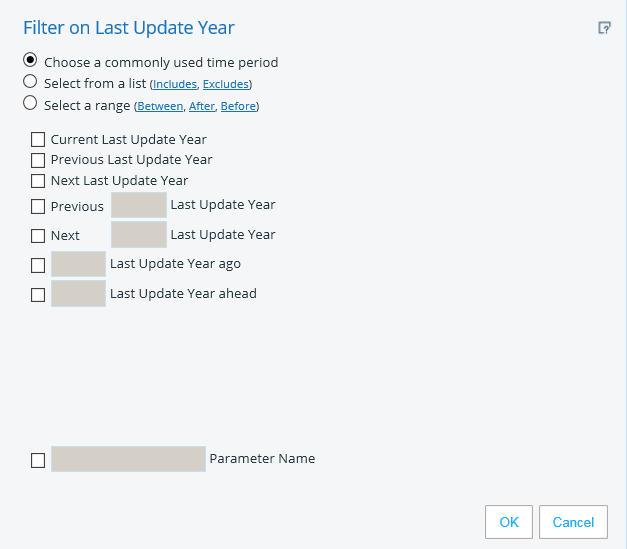 Filter on Last Update Year
Choose a commonly used time period
Select from a list (Includes, Excludes)
Select a range (Between, After, Before)
Current Last Update Year
Previous Last Update Year
Next Last Update Year
Previous Last Update Year
Next Last Update Year
Last Update Year ago
Last Update Year ahead
Parameter Name
OK Cancel